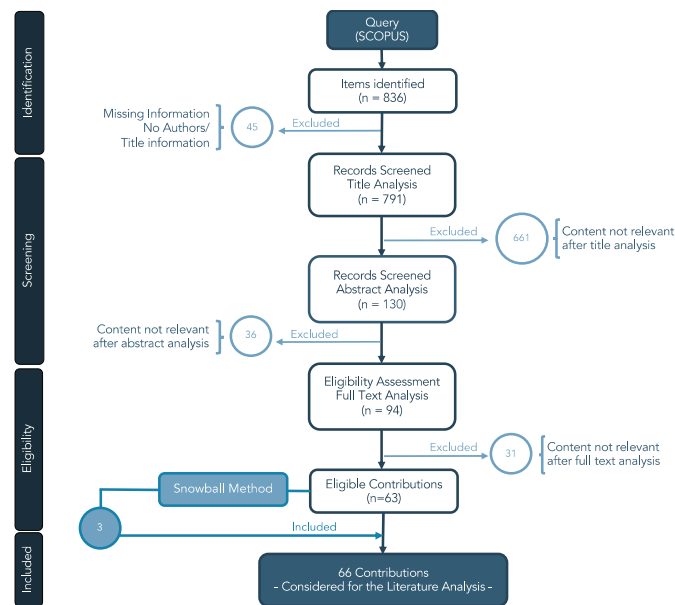 Identification
Query
(SCOPUS)
Items identified
(n = 836)
Missing Information
No Authors/
Title information
45
Excluded
Screening
Records Screened
Title Analysis
(n = 791)
Excluded
661
Content not relevant
after title analysis
Records Screened
Abstract Analysis
(n = 130)
Content not relevant
after abstract analysis
36
Excluded
Eligibility
Eligibility Assessment
Full Text Analysis
(n = 94)
Excluded
31
Content not relevant
after full text analysis
Snowball Method
Eligible Contributions
(n=63)
3
Included
Included
66 Contributions
- Considered for the Literature Analysis -